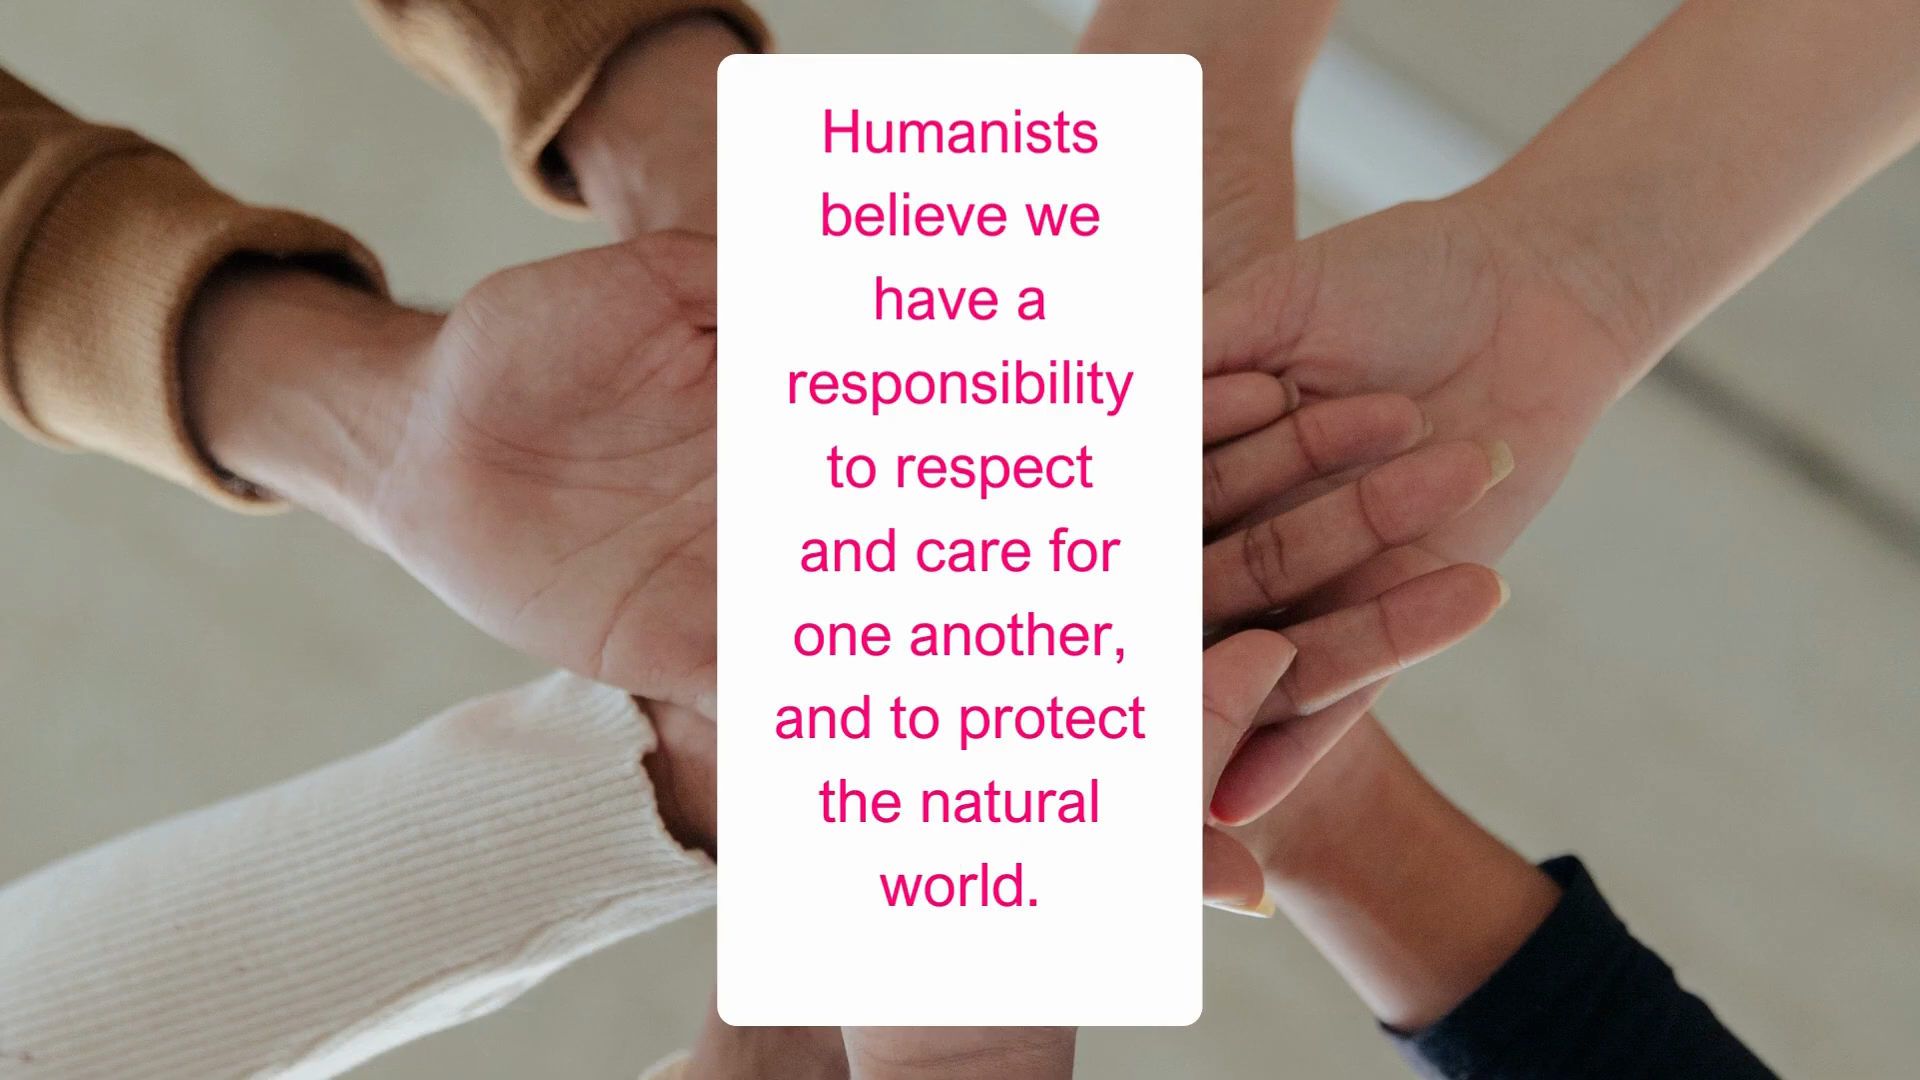 Humanists
believe we
have a
responsibility
to respect
and care for
one another,
and to protect
the natural
world.